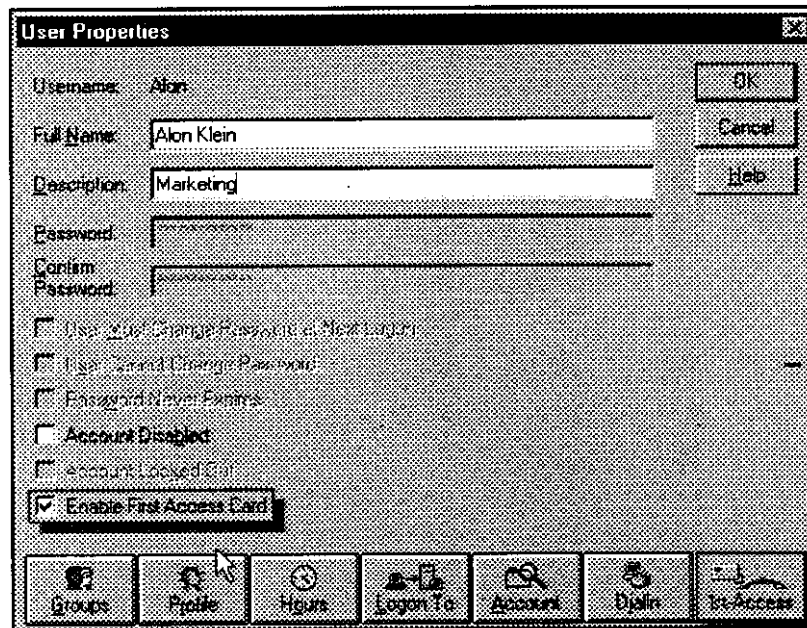 User Properties
Username: Alon
OK
Full Name: Alon Klein
Cancel
Description: Marketing
Help
Password:
Confirm
Password:
User Must Change Password at Next Logon
User Cannot Change Password
Password Never Expires
Account Disabled
Account Locked Out
Enable First Access Card
Groups Profile Hours Logon To Account Dialin 1st-Access